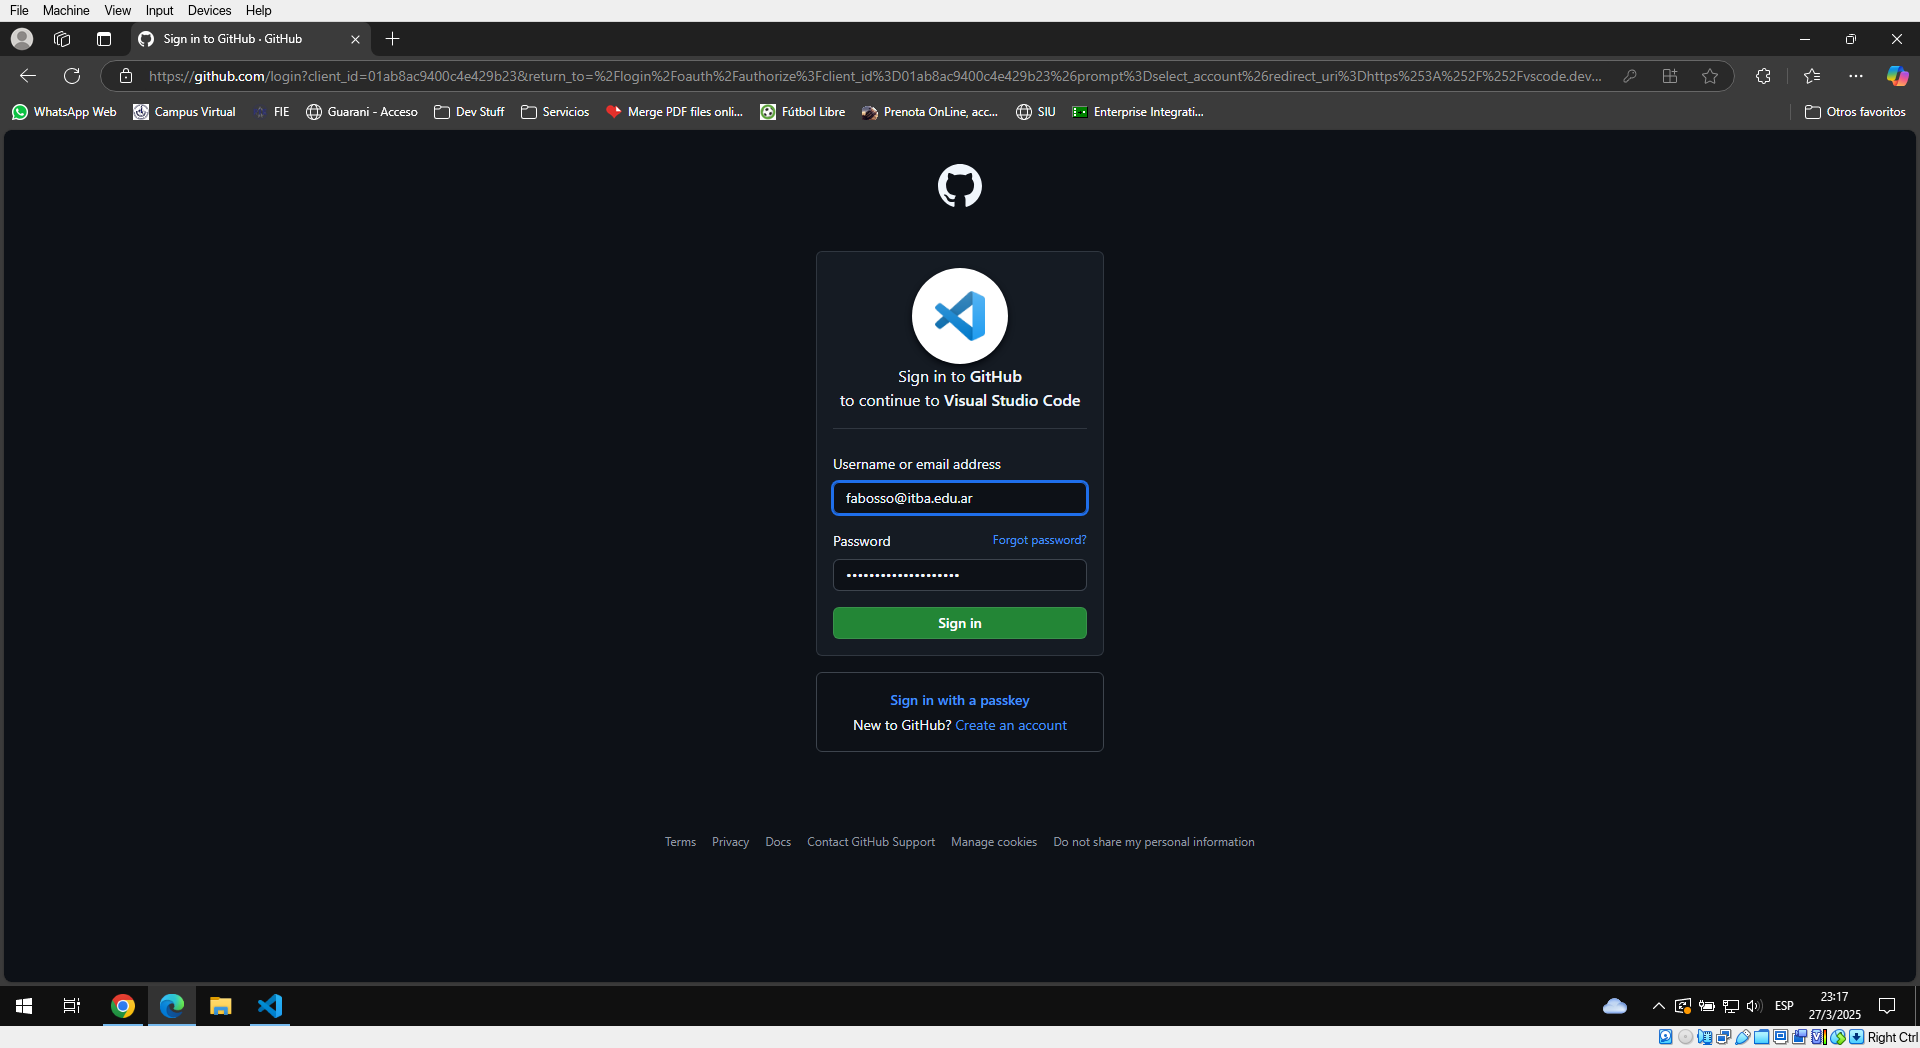 File Machine View Input Devices Help
Sign in to GitHub · GitHub
https://github.com/login?client_id=01ab8ac9400c4e429b23&return_to=%2Flogin%2Foauth%2Fauthorize%3Fclient_id%3D01ab8ac9400c4e429b23%26prompt%3Dselect_account%26redirect_uri%3Dhttps%253A%252F%252Fvscode.dev...
WhatsApp Web Campus Virtual FIE Guarani - Acceso Dev Stuff Servicios Merge PDF files onli... Fútbol Libre Prenota OnLine, acc... SIU Enterprise Integrati... Otros favoritos
Sign in to GitHub
to continue to Visual Studio Code
Username or email address
fabosso@itba.edu.ar
Password Forgot password?
Sign in
Sign in with a passkey
New to GitHub? Create an account
Terms Privacy Docs Contact GitHub Support Manage cookies Do not share my personal information
ESP
23:17
27/3/2025
Right Ctrl